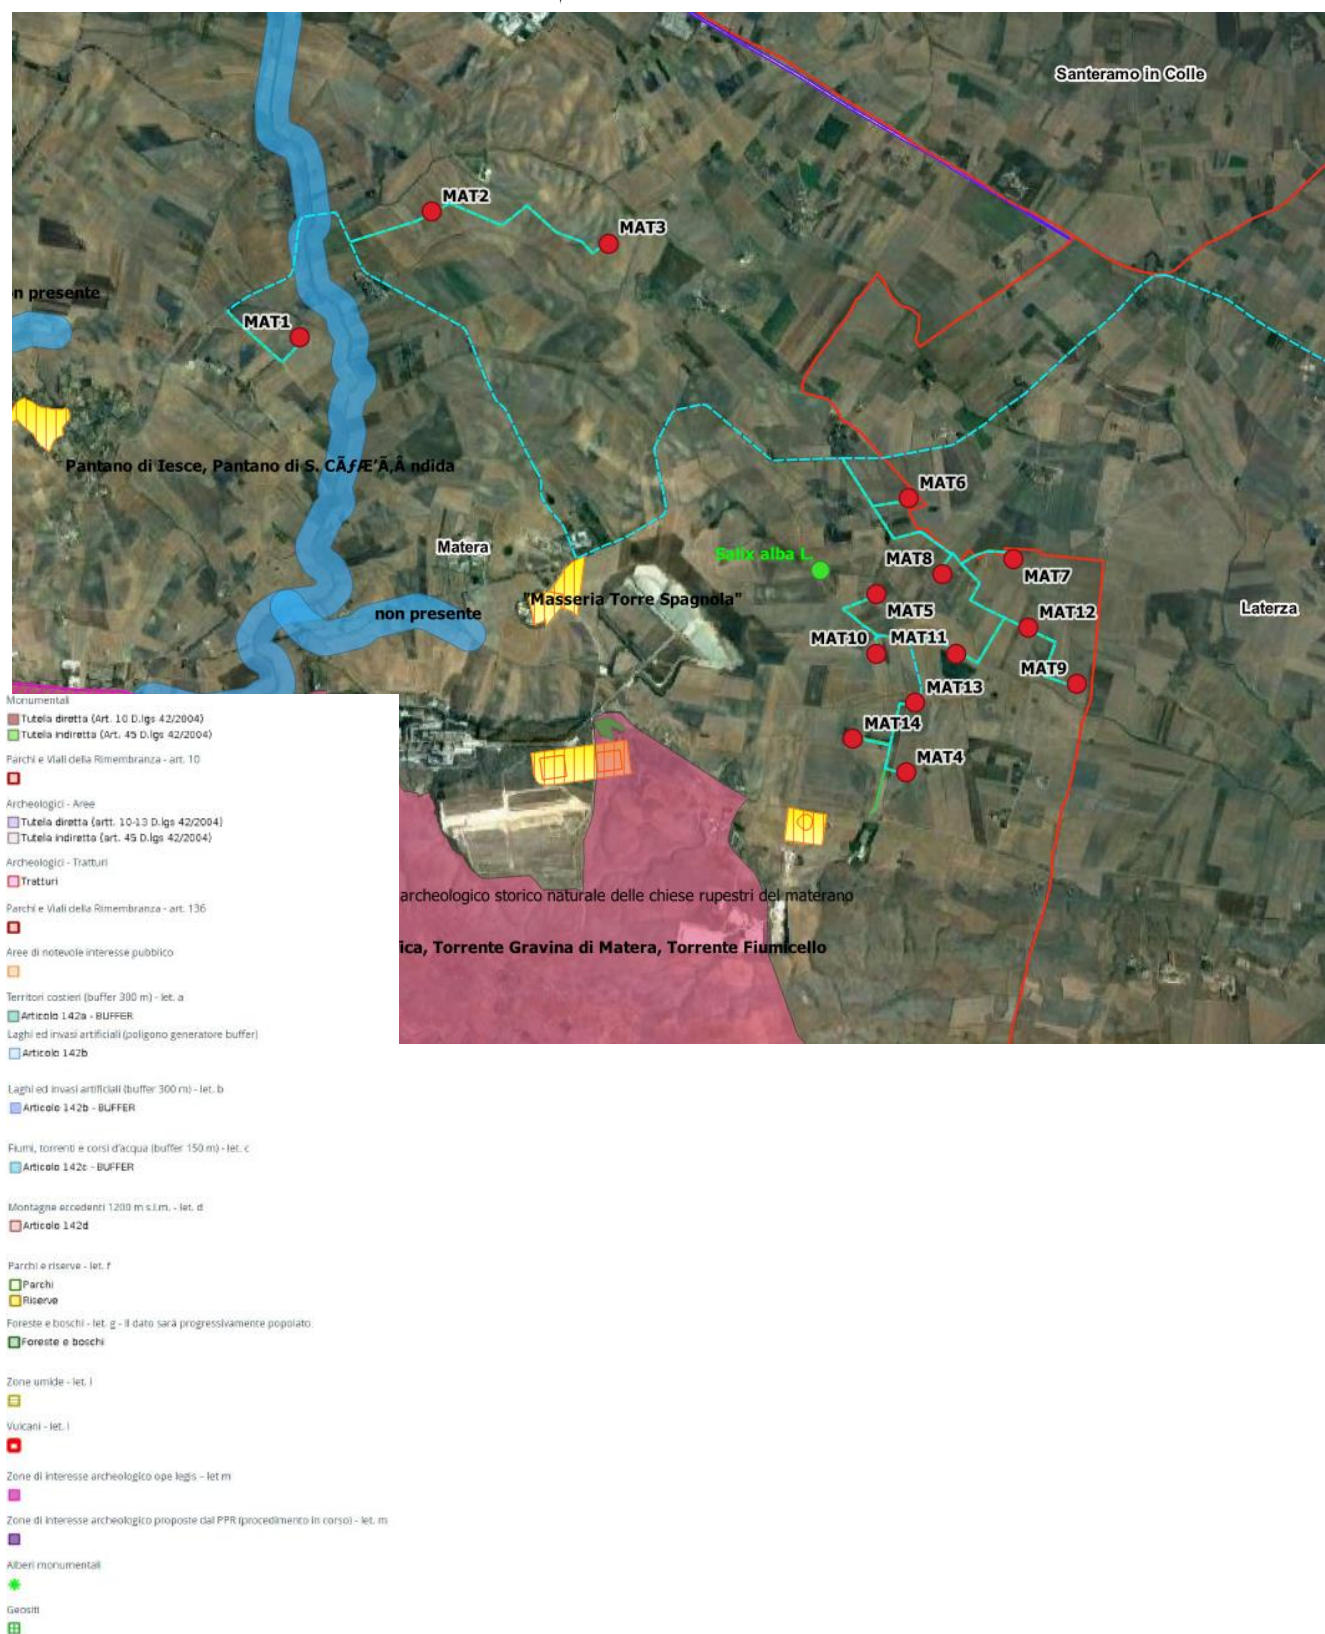 Santeramo in Colle
MAT2
MAT3
n presente
MAT1
Pantano di Iesce, Pantano di S. CÃƒÆ’Ã‚Â ndida
MAT6
Matera
Salix alba L.
MAT8
MAT7
"Masseria Torre Spagnola"
MAT5
MAT12
Laterza
non presente
MAT10
MAT11
MAT9
MAT13
MAT14
MAT4
archeologico storico naturale delle chiese rupestri del materano
ica, Torrente Gravina di Matera, Torrente Fiumicello
Monumentali
Tutela diretta (Art. 10 D.lgs 42/2004)
Tutela indiretta (Art. 45 D.lgs 42/2004)
Parchi e Viali della Rimembranza - art. 10
Archeologici - Aree
Tutela diretta (artt. 10-13 D.lgs 42/2004)
Tutela indiretta (art. 45 D.lgs 42/2004)
Archeologici - Tratturi
Tratturi
Parchi e Viali della Rimembranza - art. 136
Aree di notevole interesse pubblico
Territori costieri (buffer 300 m) - let. a
Articolo 142a - BUFFER
Laghi ed invasi artificiali (poligono generatore buffer)
Articolo 142b
Laghi ed invasi artificiali (buffer 300 m) - let. b
Articolo 142b - BUFFER
Fiumi, torrenti e corsi d'acqua (buffer 150 m) - let. c
Articolo 142c - BUFFER
Montagne eccedenti 1200 m s.l.m. - let. d
Articolo 142d
Parchi e riserve - let. f
Parchi
Riserve
Foreste e boschi - let. g - Il dato sarà progressivamente popolato
Foreste e boschi
Zone umide - let. i
Vulcani - let. l
Zone di interesse archeologico ope legis - let m
Zone di interesse archeologico proposte dal PPR (procedimento in corso) - let. m
Alberi monumentali
Geositi